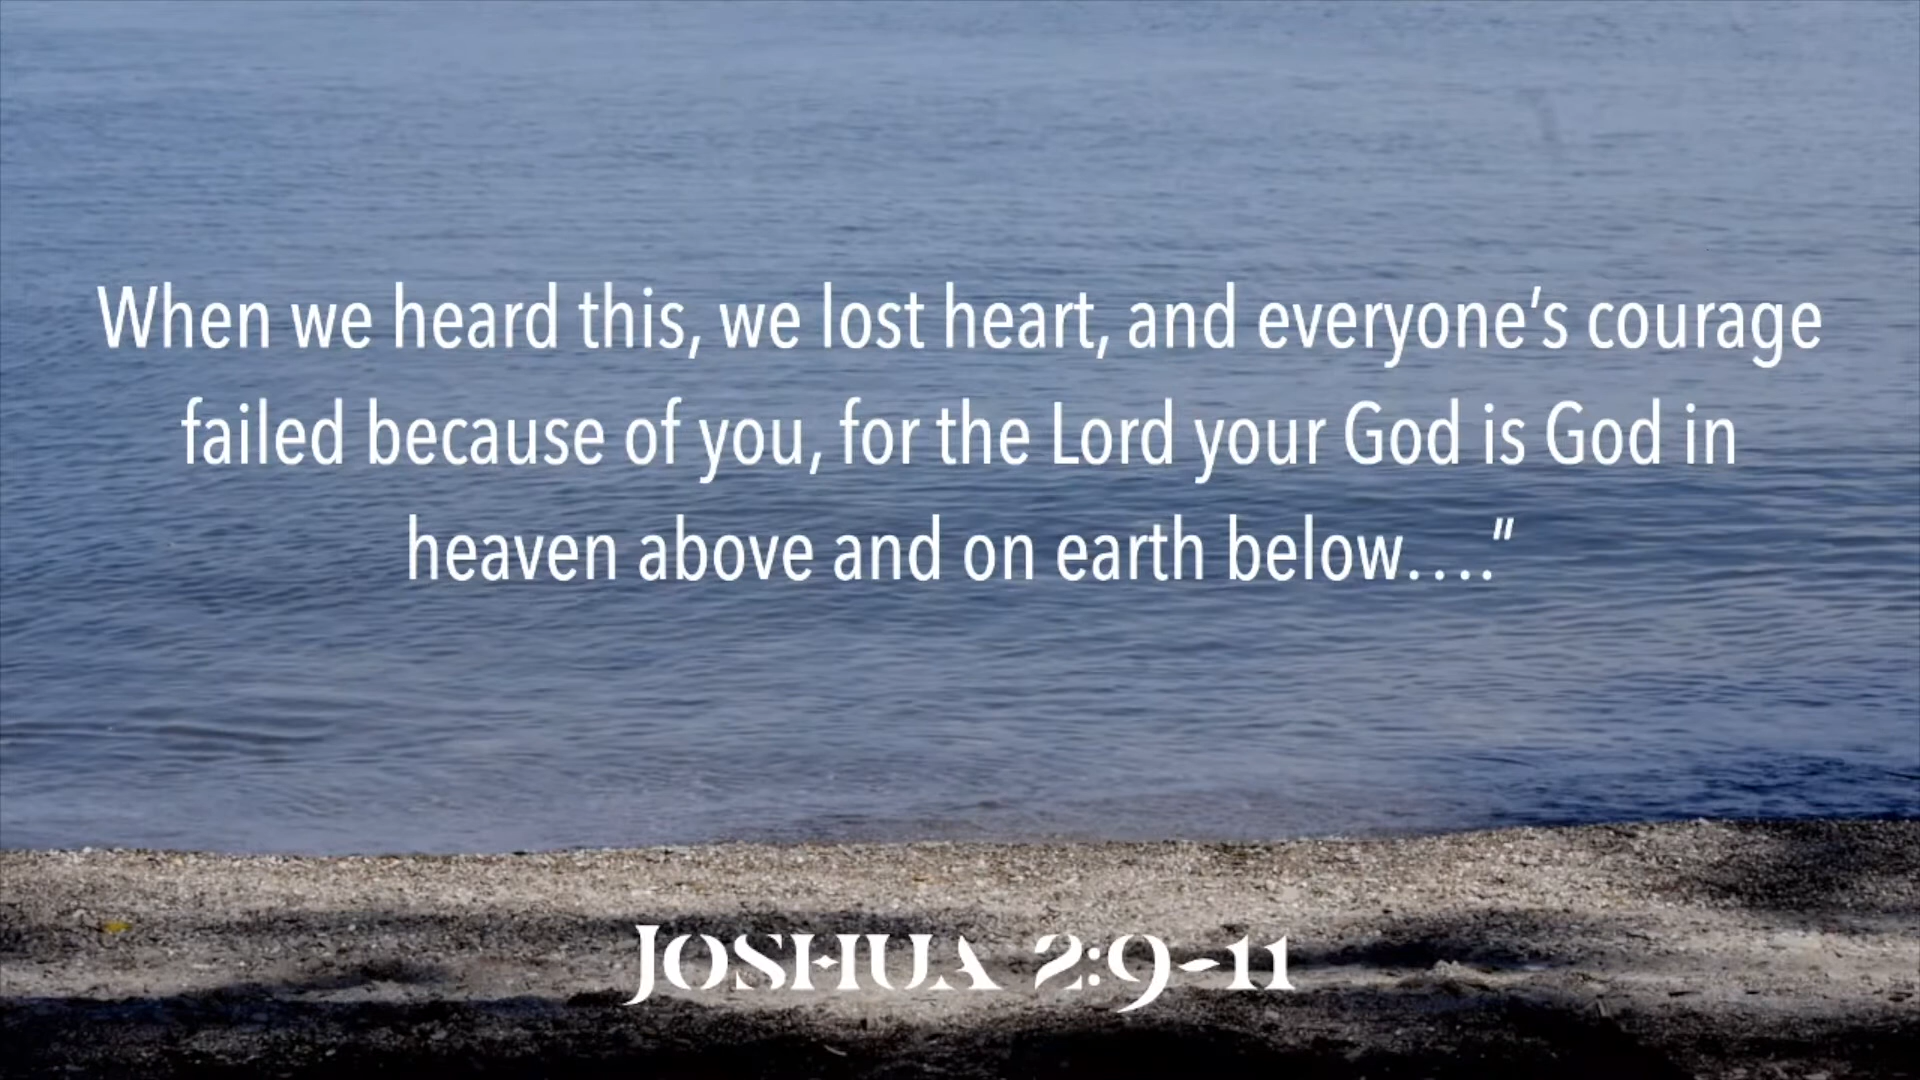 When we heard this, we lost heart, and everyone’s courage
failed because of you, for the Lord your God is God in
heaven above and on earth below....”
JOSHUA 2:9-11